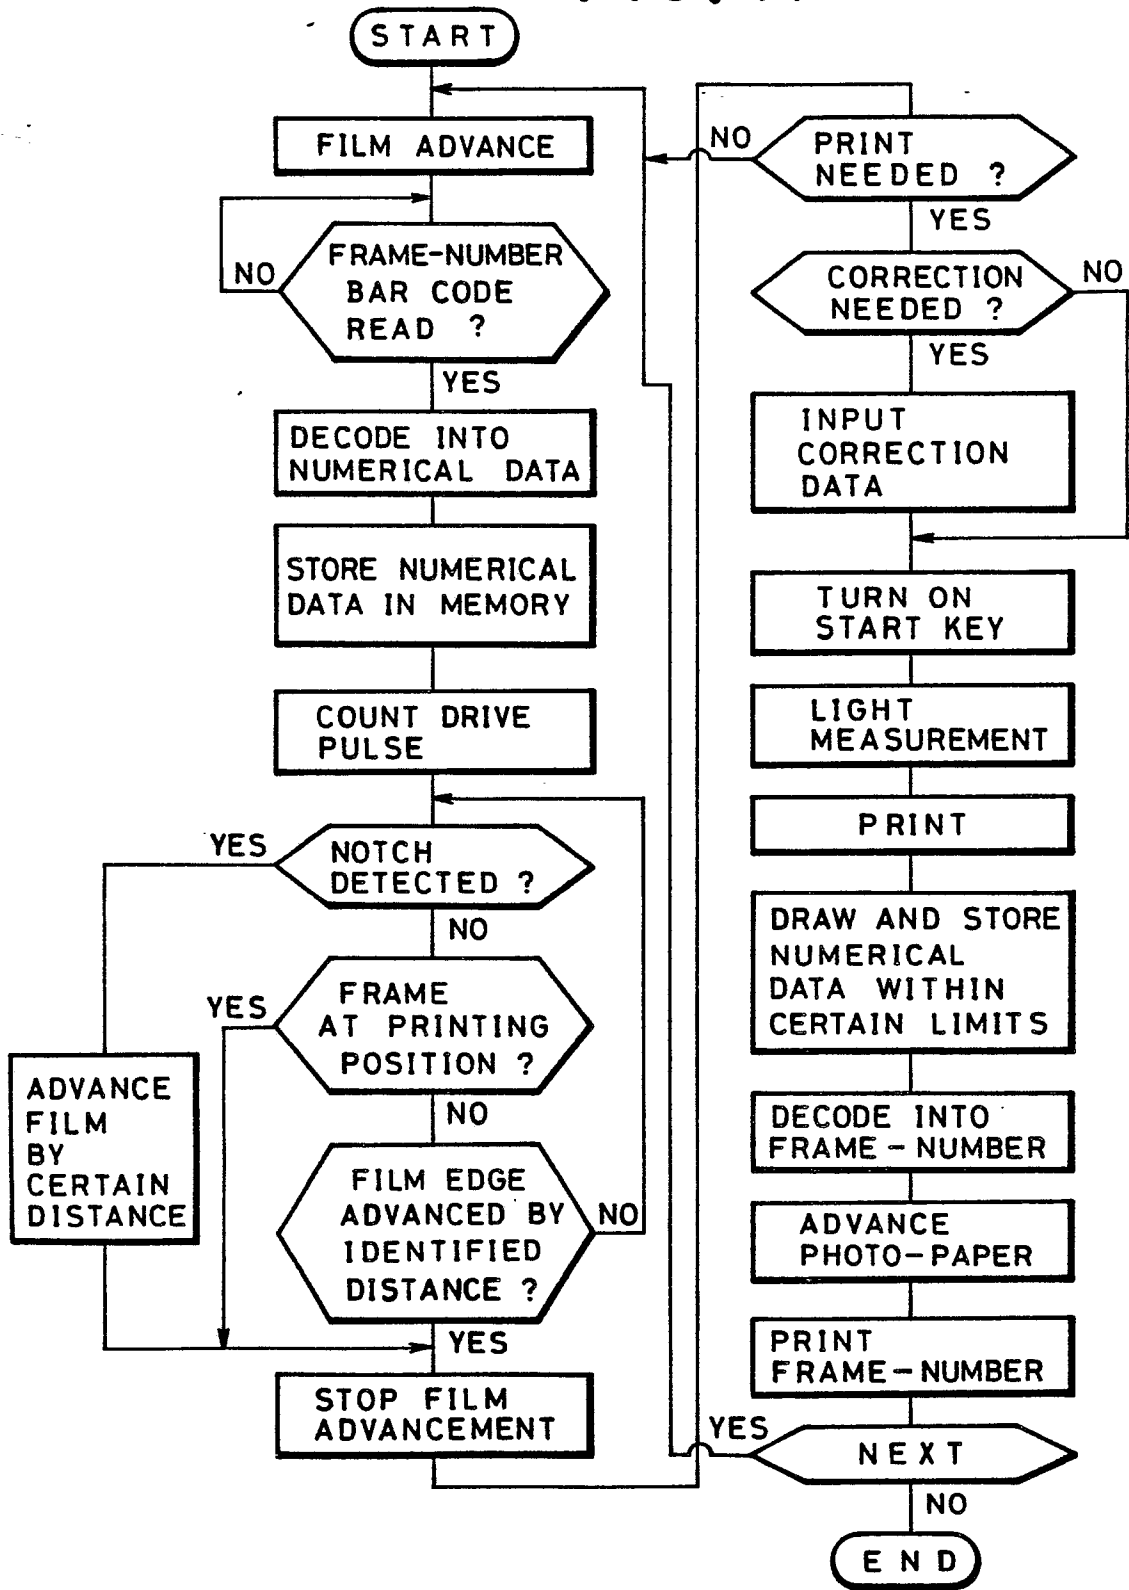 START
FILM ADVANCE
FRAME-NUMBER
BAR CODE
READ ?
NO
YES
DECODE INTO
NUMERICAL DATA
STORE NUMERICAL
DATA IN MEMORY
COUNT DRIVE
PULSE
NOTCH
DETECTED ?
YES
NO
FRAME
AT PRINTING
POSITION ?
YES
NO
ADVANCE
FILM
BY
CERTAIN
DISTANCE
FILM EDGE
ADVANCED BY
IDENTIFIED
DISTANCE ?
NO
YES
STOP FILM
ADVANCEMENT
PRINT
NEEDED ?
NO
YES
CORRECTION
NEEDED ?
NO
YES
INPUT
CORRECTION
DATA
TURN ON
START KEY
LIGHT
MEASUREMENT
PRINT
DRAW AND STORE
NUMERICAL
DATA WITHIN
CERTAIN LIMITS
DECODE INTO
FRAME-NUMBER
ADVANCE
PHOTO-PAPER
PRINT
FRAME-NUMBER
NEXT
YES
NO
END